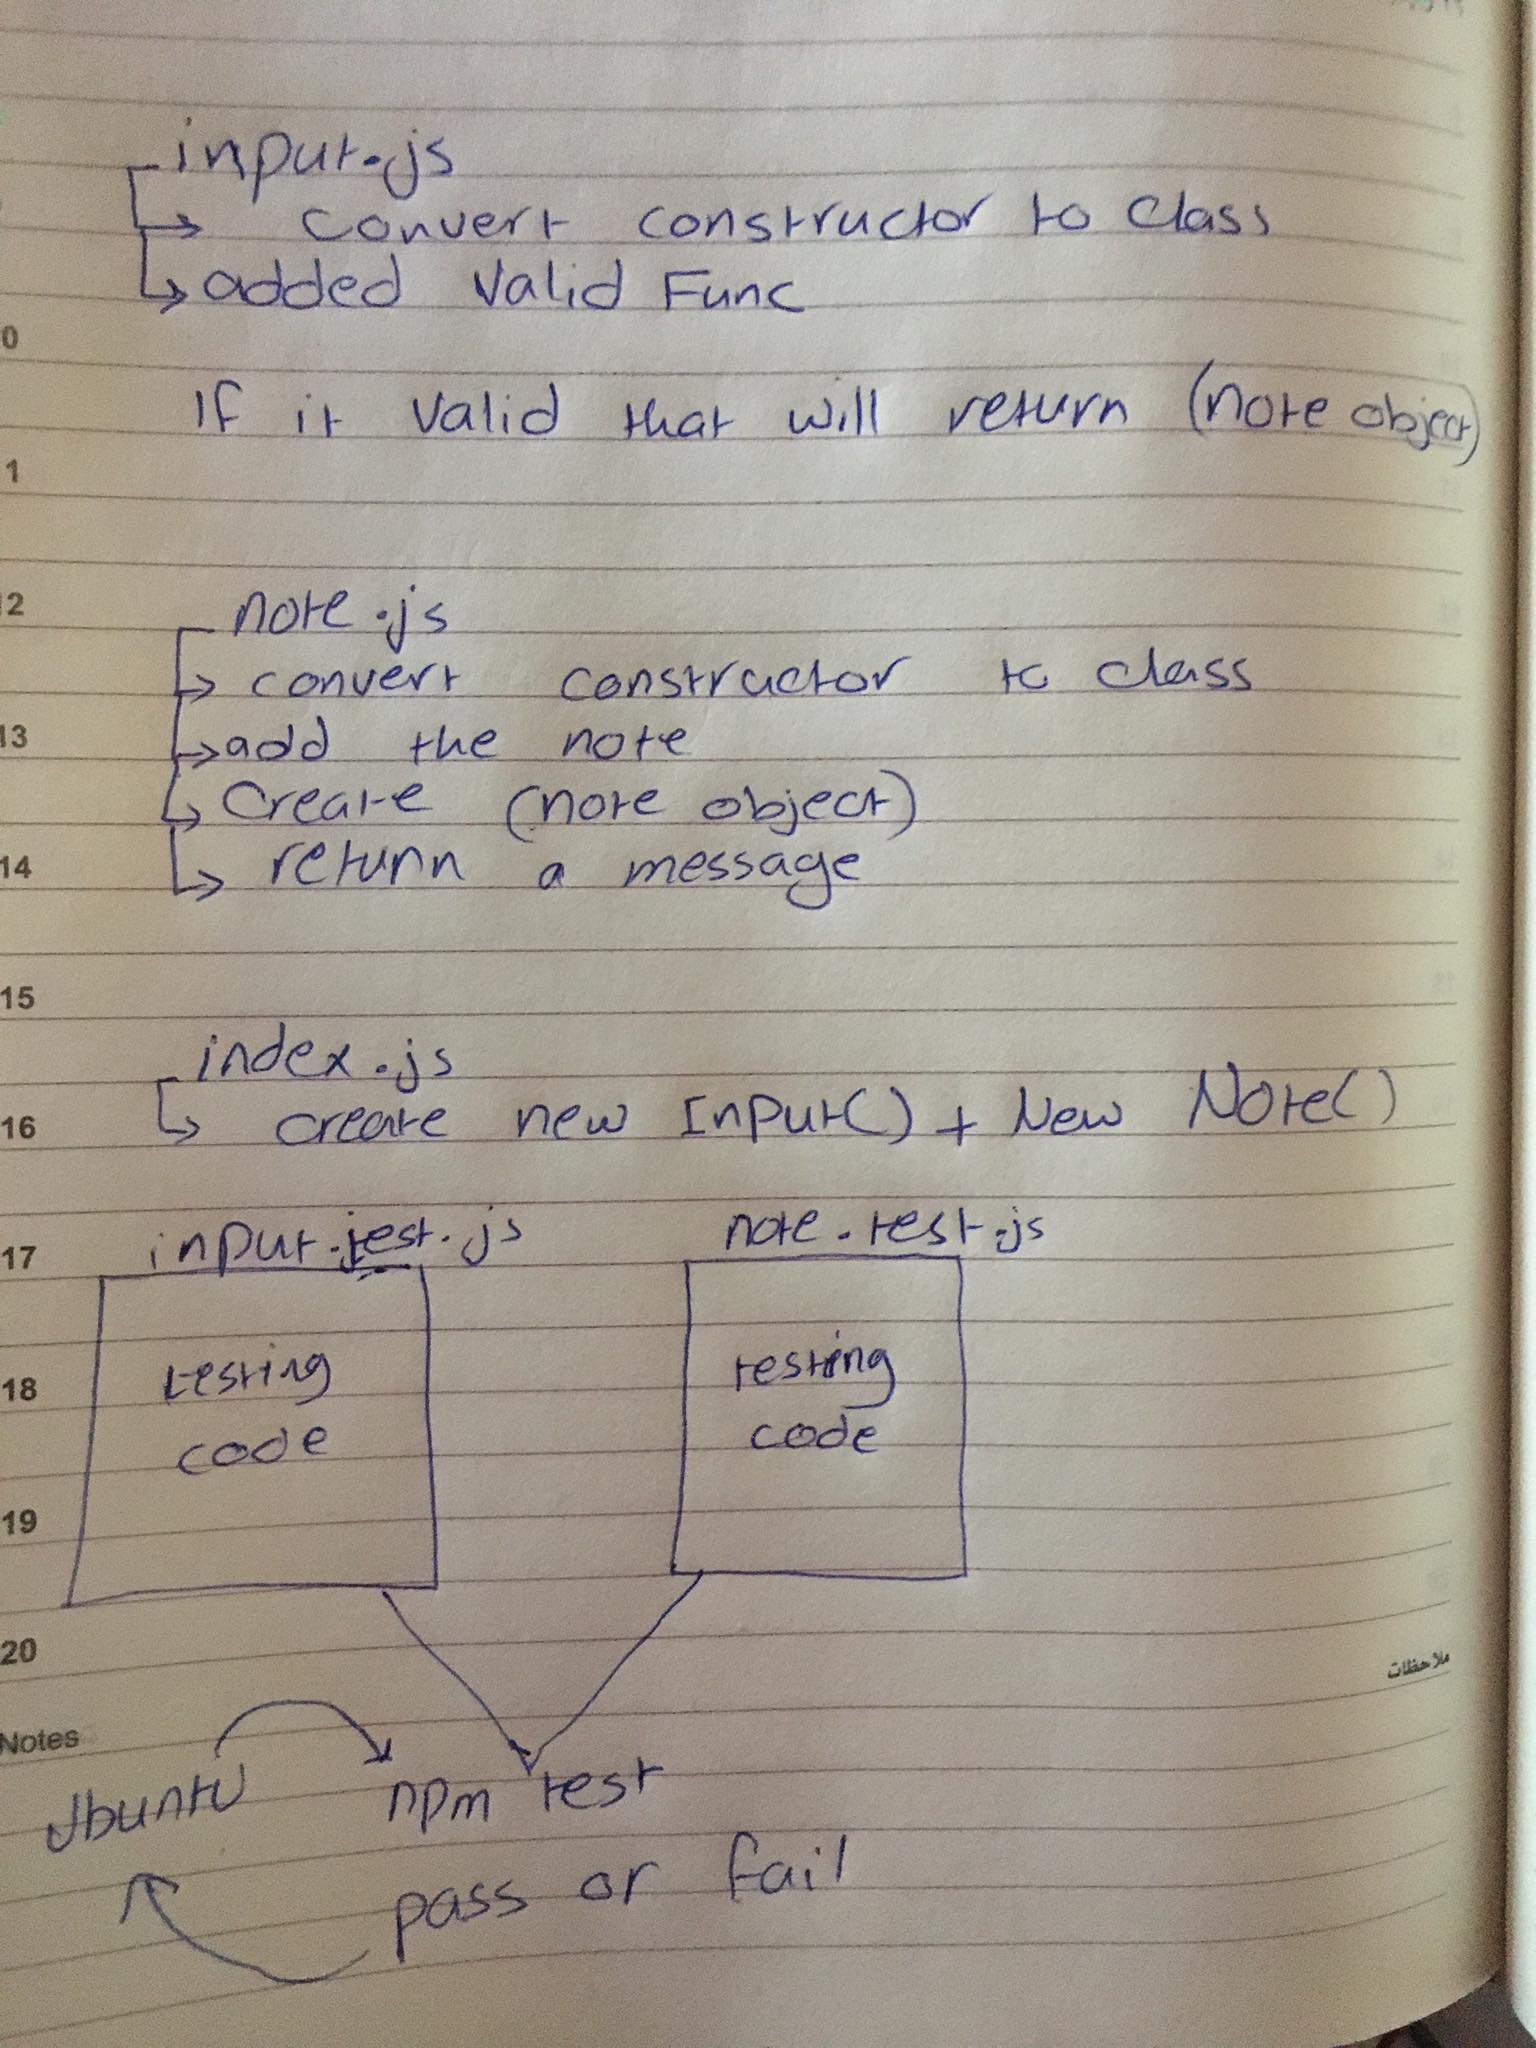 input.js
convert constructor to class
added Valid Func
0
If it Valid that will return (note object)
1
12
note.js
convert constructor to class
13
add the note
Create (note object)
14
return a message
15
index.js
16
create new Input() + New Note()
17
input.jest.js
note.test.js
18
testing
code
testing
code
19
20
ملاحظات
Notes
Ubuntu
npm test
pass or fail